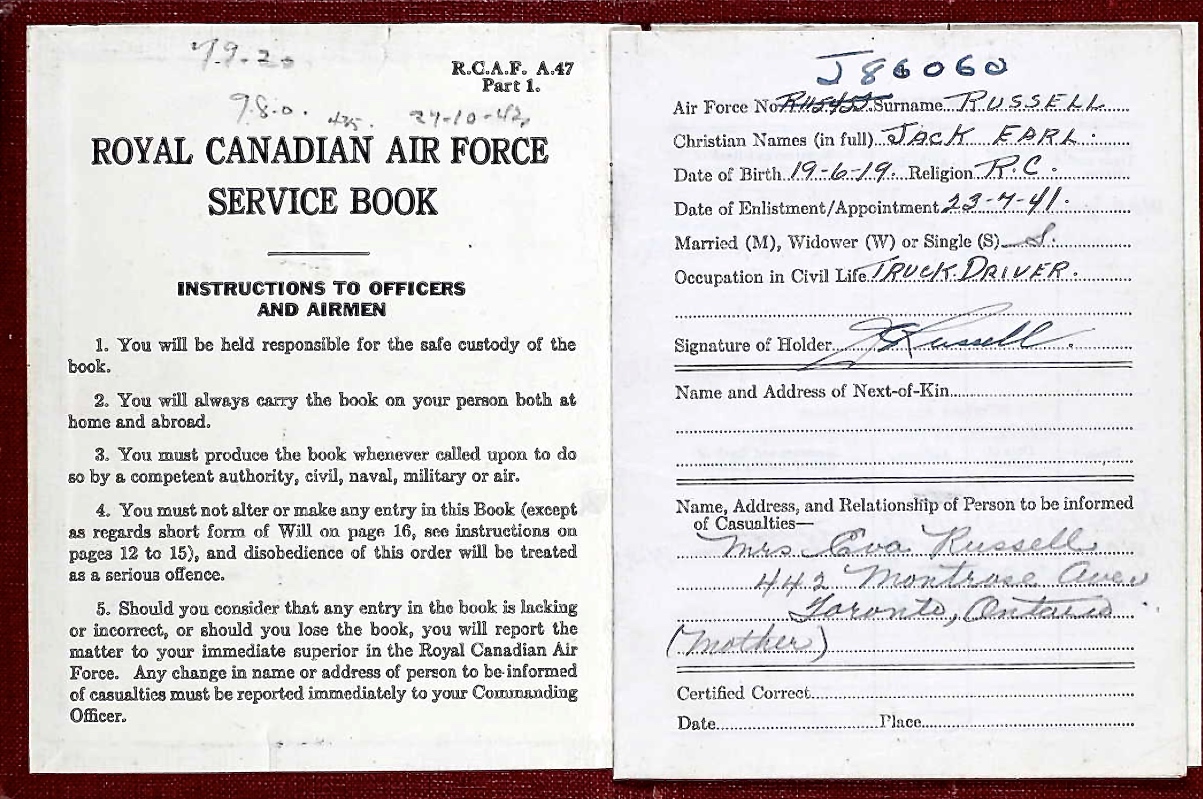 79.20
R.C.A.F. A.47
Part 1.
9.8.0. 435. 27-10-42
ROYAL CANADIAN AIR FORCE
SERVICE BOOK
INSTRUCTIONS TO OFFICERS
AND AIRMEN
1. You will be held responsible for the safe custody of the
book.
2. You will always carry the book on your person both at
home and abroad.
3. You must produce the book whenever called upon to do
so by a competent authority, civil, naval, military or air.
4. You must not alter or make any entry in this Book (except
as regards short form of Will on page 16, see instructions on
pages 12 to 15), and disobedience of this order will be treated
as a serious offence.
5. Should you consider that any entry in the book is lacking
or incorrect, or should you lose the book, you will report the
matter to your immediate superior in the Royal Canadian Air
Force. Any change in name or address of person to be informed
of casualties must be reported immediately to your Commanding
Officer.
J86060
Air Force No. Surname RUSSELL
Christian Names (in full) JACK EARL.
Date of Birth 19-6-19. Religion R.C.
Date of Enlistment/Appointment 23-7-41.
Married (M), Widower (W) or Single (S) S.
Occupation in Civil Life TRUCK DRIVER.
Signature of Holder J E Russell.
Name and Address of Next-of-Kin
Name, Address, and Relationship of Person to be informed
of Casualties—
Mrs. Eva Russell
442 Montrose Ave.,
Toronto, Ontario.
(Mother)
Certified Correct
Date Place